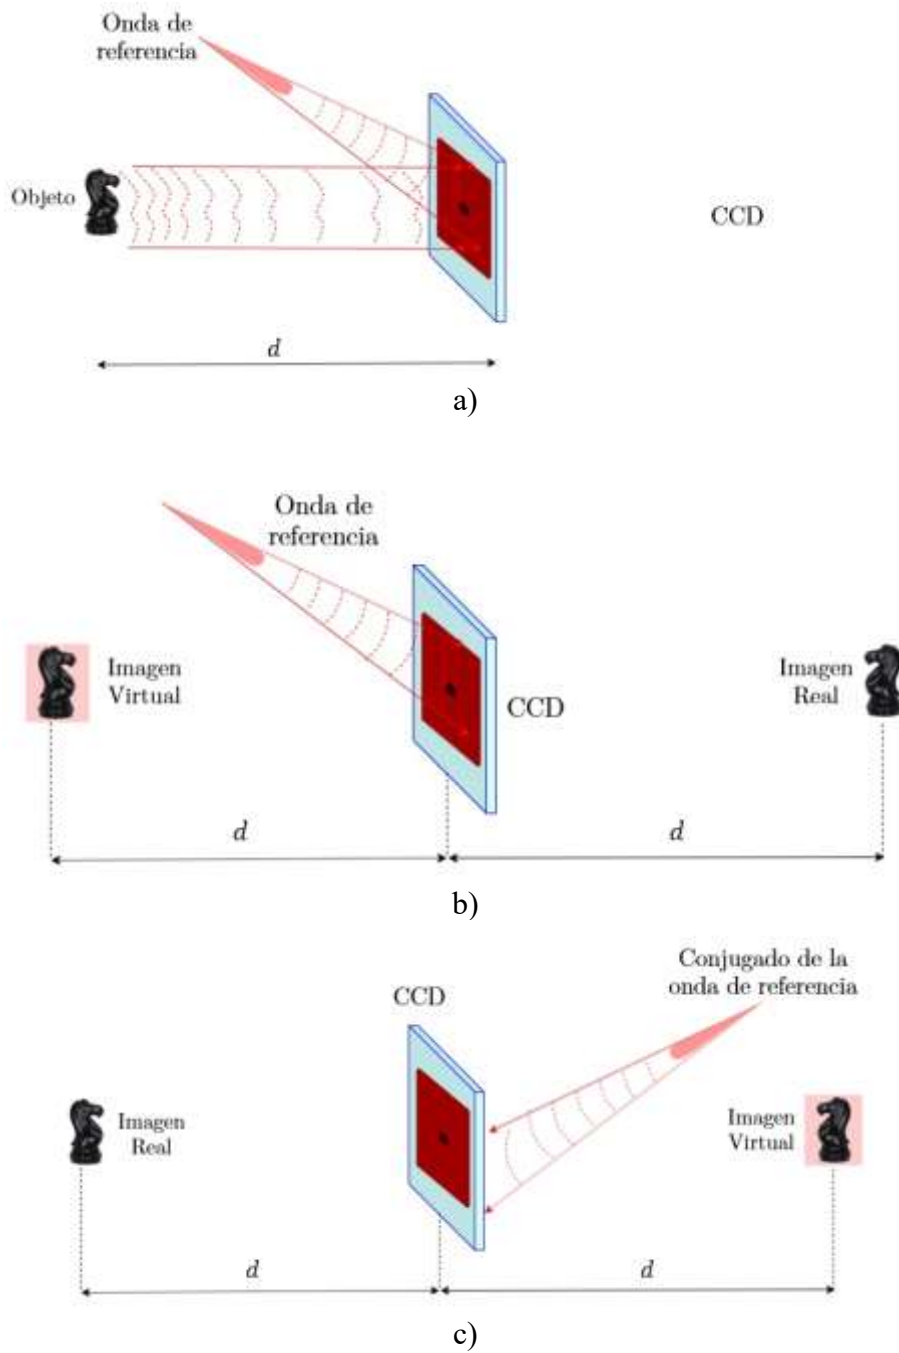 Onda de
referencia
Objeto
CCD
d
a)
Onda de
referencia
Imagen
Virtual
Imagen
Real
CCD
d
d
b)
Conjugado de la
onda de referencia
CCD
Imagen
Real
Imagen
Virtual
d
d
c)